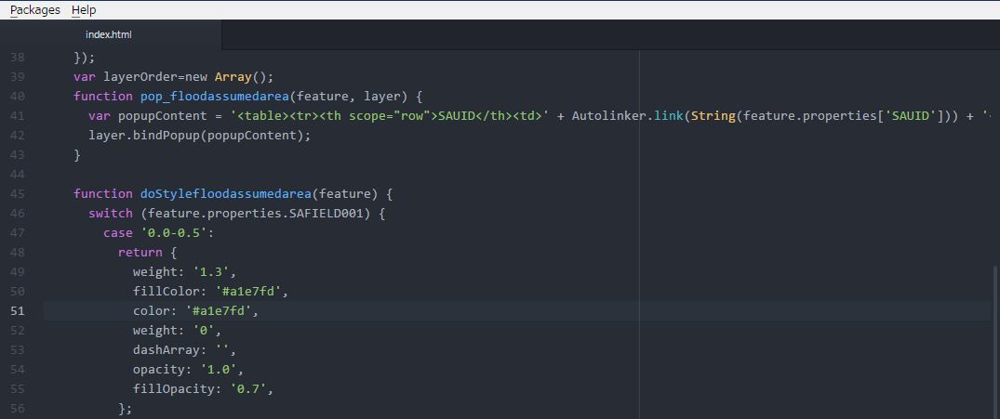 Packages Help
index.html
38 });
39 var layerOrder=new Array();
40 function pop_floodassumedarea(feature, layer) {
41 var popupContent = '<table><tr><th scope="row">SAUID</th><td>' + Autolinker.link(String(feature.properties['SAUID'])) + '
42 layer.bindPopup(popupContent);
43 }
44
45 function doStylefloodassumedarea(feature) {
46 switch (feature.properties.SAFIELD001) {
47 case '0.0-0.5':
48 return {
49 weight: '1.3',
50 fillColor: '#a1e7fd',
51 color: '#a1e7fd',
52 weight: '0',
53 dashArray: '',
54 opacity: '1.0',
55 fillOpacity: '0.7',
56 };